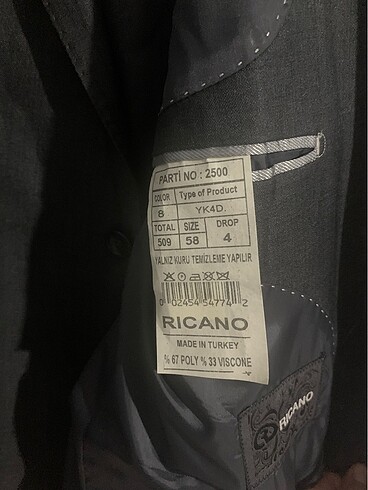 PARTİ NO : 2500
COLOR Type of Product
8 YK4D.
TOTAL SIZE DROP
509 58 4
YALNIZ KURU TEMİZLEME YAPILIR
0 02454 54774 2
RICANO
MADE IN TURKEY
% 67 POLY % 33 VISCONE
RICANO